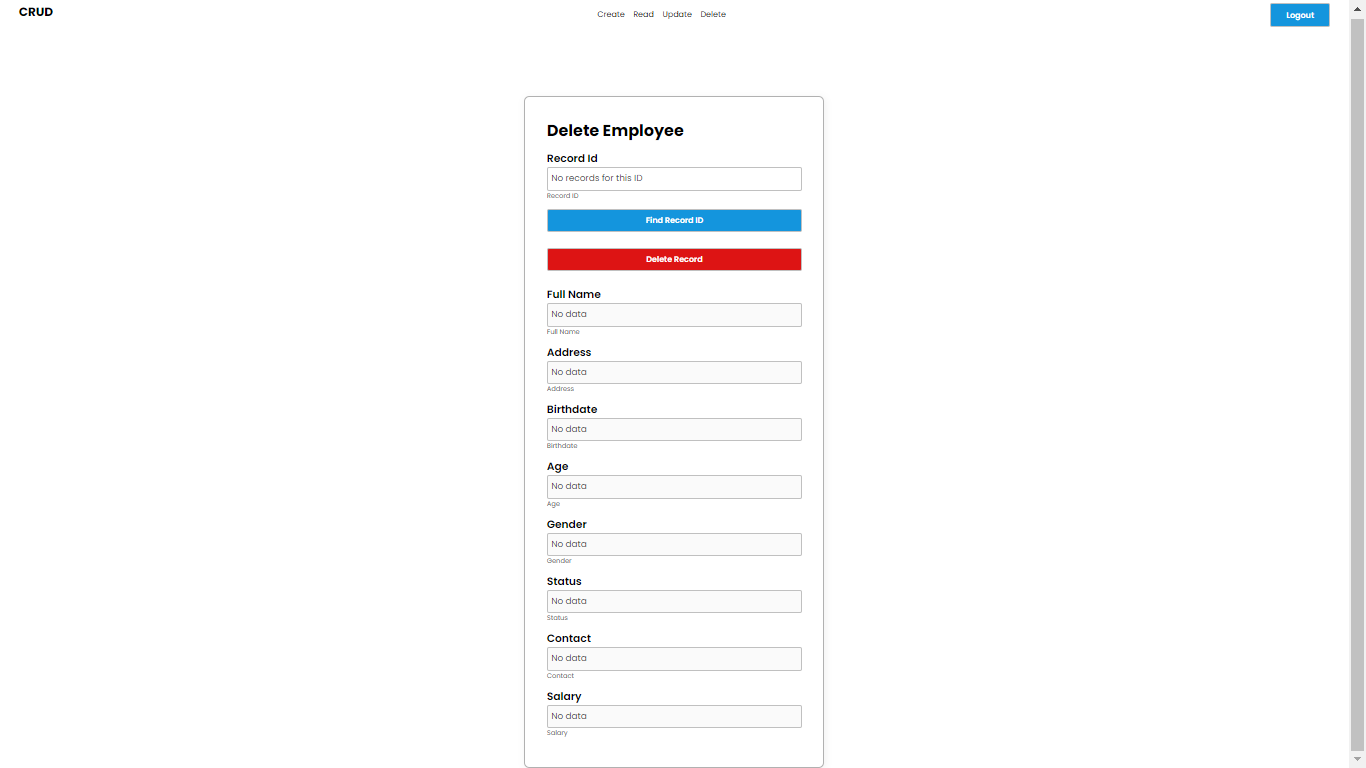 CRUD
Create Read Update Delete
Logout
Delete Employee
Record Id
No records for this ID
Record ID
Find Record ID
Delete Record
Full Name
No data
Full Name
Address
No data
Address
Birthdate
No data
Birthdate
Age
No data
Age
Gender
No data
Gender
Status
No data
Status
Contact
No data
Contact
Salary
No data
Salary